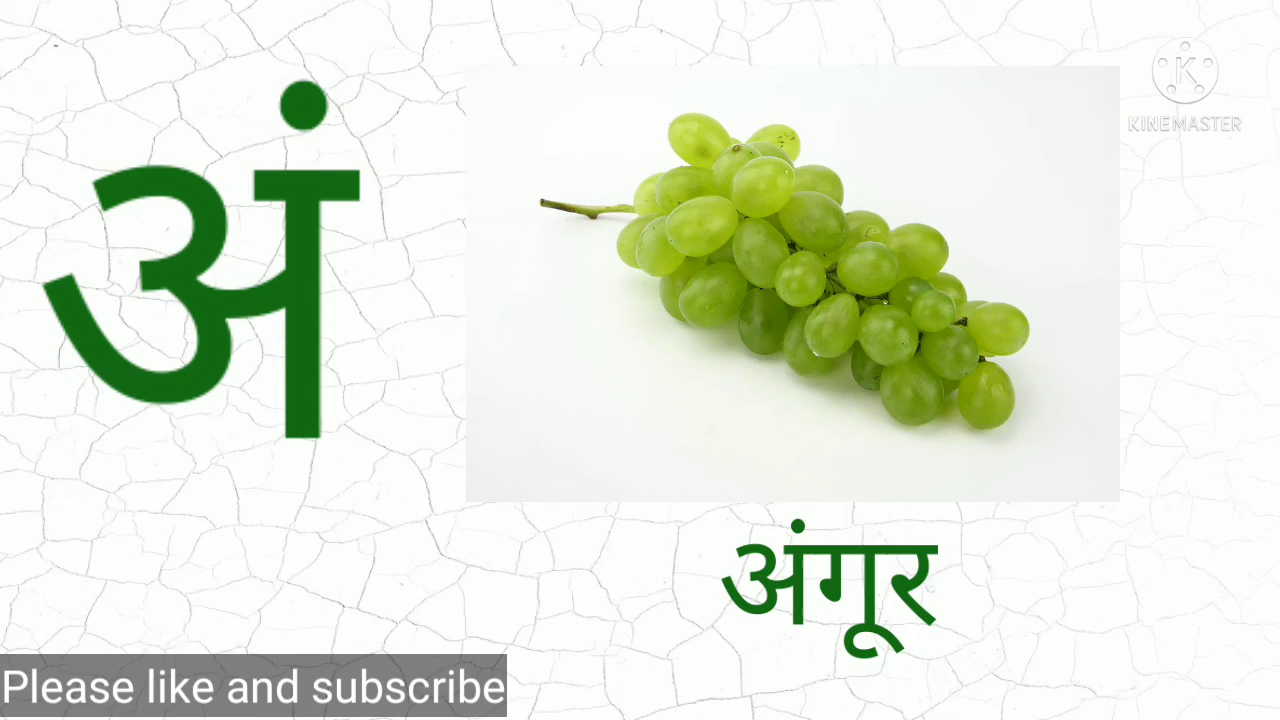 अं
K
KINEMASTER
अंगूर
Please like and subscribe